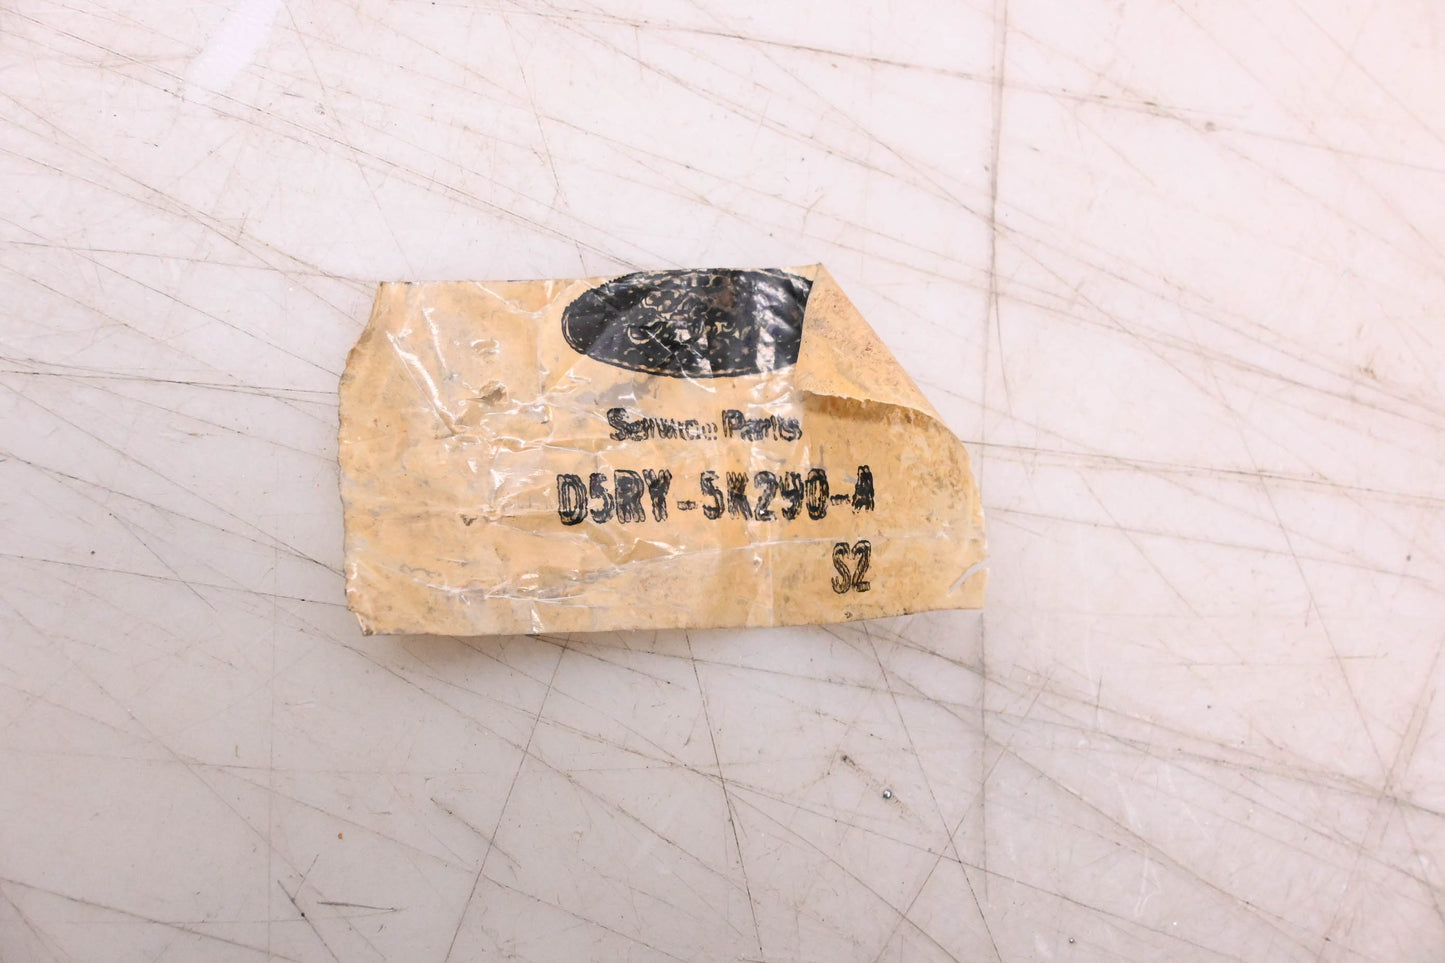 Service Parts
D5RY-5K290-A
S2